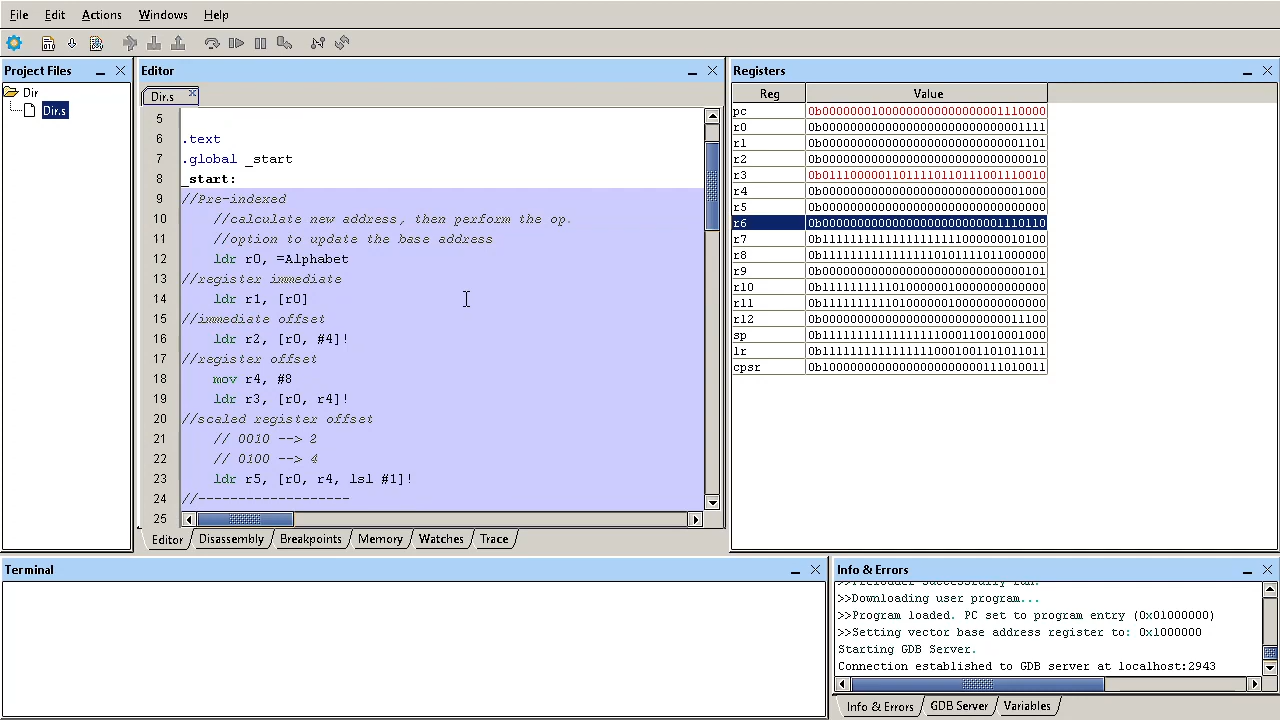 File Edit Actions Windows Help
Project Files
Dir
Dir.s
Editor
Dir.s
5
6 .text
7 .global _start
8 _start:
9 //Pre-indexed
10 //calculate new address, then perform the op.
11 //option to update the base address
12 ldr r0, =Alphabet
13 //register immediate
14 ldr r1, [r0]
15 //immediate offset
16 ldr r2, [r0, #4]!
17 //register offset
18 mov r4, #8
19 ldr r3, [r0, r4]!
20 //scaled register offset
21 // 0010 --> 2
22 // 0100 --> 4
23 ldr r5, [r0, r4, lsl #1]!
24 //-------------------
25
Editor Disassembly Breakpoints Memory Watches Trace
Registers
Reg Value
pc 0b00000001000000000000000001110000
r0 0b00000000000000000000000000001111
r1 0b00000000000000000000000000001101
r2 0b00000000000000000000000000000010
r3 0b01110000011011110110111001110010
r4 0b00000000000000000000000000001000
r5 0b00000000000000000000000000000000
r6 0b00000000000000000000000001110110
r7 0b11111111111111111111000000010100
r8 0b11111111111111111010111101100000
r9 0b00000000000000000000000000000101
r10 0b11111111110100000010000000000000
r11 0b11111111110100000010000000000000
r12 0b00000000000000000000000000011100
sp
lr
cpsr 0b10000000000000000000000111010011
Terminal
Info & Errors
>>Preloader successfully run.
>>Downloading user program...
>>Program loaded. PC set to program entry (0x01000000)
>>Setting vector base address register to: 0x1000000
Starting GDB Server.
Connection established to GDB server at localhost:2943
Info & Errors GDB Server Variables